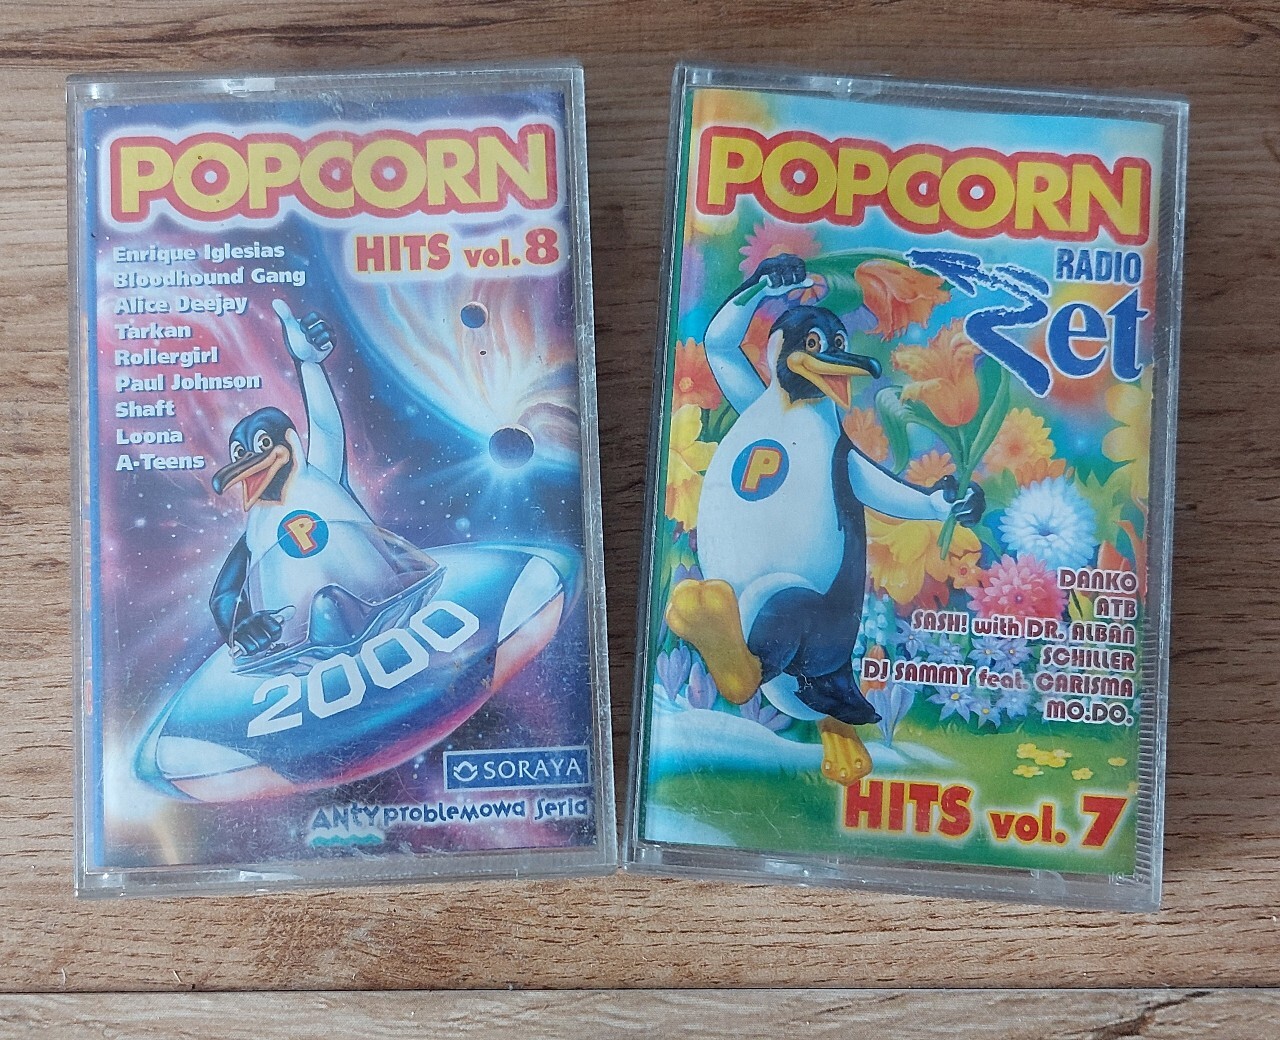 POPCORN
HITS vol.8
Enrique Iglesias
Bloodhound Gang
Alice Deejay
Tarkan
Rollergirl
Paul Johnson
Shaft
Loona
A-Teens
P
2000
SORAYA
ANTYproblemowa Seria
POPCORN
RADIO
Zet
P
DANKO
ATB
SASH! with DR. ALBAN
SCHILLER
DJ SAMMY feat. CARISMA
MO:DO.
HITS vol. 7